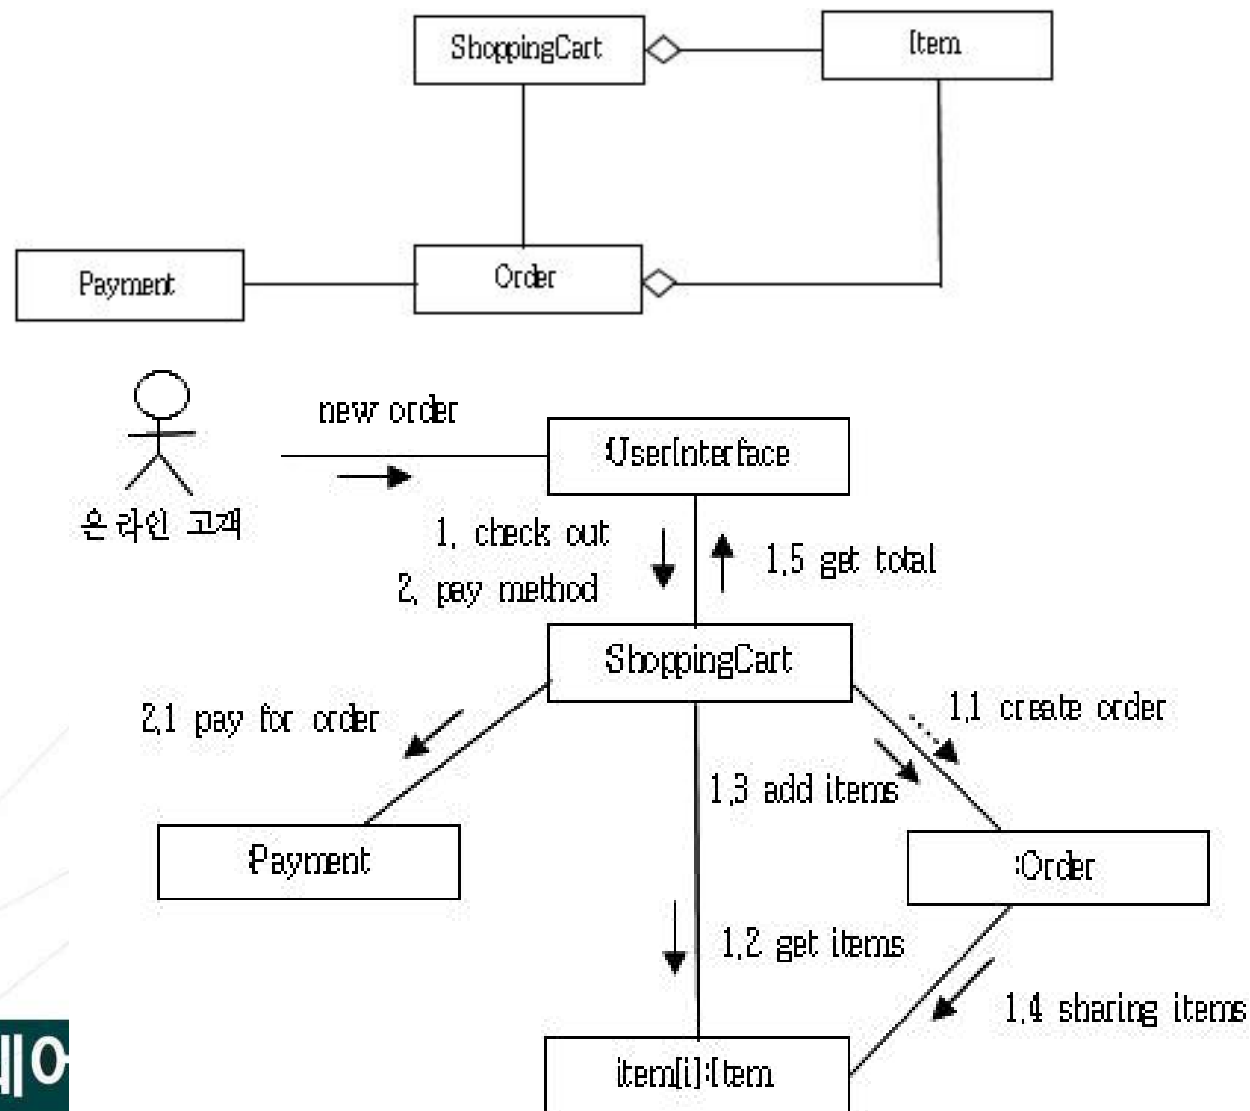 ShoppingCart
Item
Payment
Order
new order
:UserInterface
온라인 고객
1. check out
2. pay method
1.5 get total
:ShoppingCart
2.1 pay for order
1.1 create order
1.3 add items
:Payment
:Order
1.2 get items
1.4 sharing items
item[i]:Item